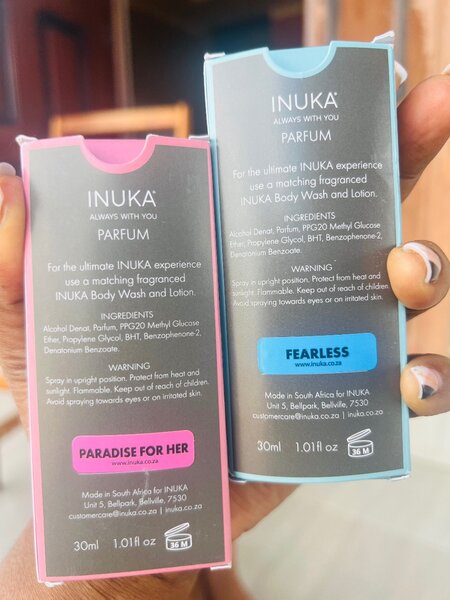 INUKA®
ALWAYS WITH YOU
PARFUM
For the ultimate INUKA experience
use a matching fragranced
INUKA Body Wash and Lotion.
INGREDIENTS
Alcohol Denat, Parfum, PPG20 Methyl Glucose
Ether, Propylene Glycol, BHT, Benzophenone-2,
Denatonium Benzoate.
WARNING
Spray in upright position. Protect from heat and
sunlight. Flammable. Keep out of reach of children.
Avoid spraying towards eyes or on irritated skin.
PARADISE FOR HER
www.inuka.co.za
Made in South Africa for INUKA
Unit 5, Bellpark, Bellville, 7530
customercare@inuka.co.za | inuka.co.za
30ml 1.01fl oz 36 M
INUKA®
ALWAYS WITH YOU
PARFUM
For the ultimate INUKA experience
use a matching fragranced
INUKA Body Wash and Lotion.
INGREDIENTS
Alcohol Denat, Parfum, PPG20 Methyl Glucose
Ether, Propylene Glycol, BHT, Benzophenone-2,
Denatonium Benzoate.
WARNING
Spray in upright position. Protect from heat and
sunlight. Flammable. Keep out of reach of children.
Avoid spraying towards eyes or on irritated skin.
FEARLESS
www.inuka.co.za
Made in South Africa for INUKA
Unit 5, Bellpark, Bellville, 7530
customercare@inuka.co.za | inuka.co.za
30ml 1.01fl oz 36 M